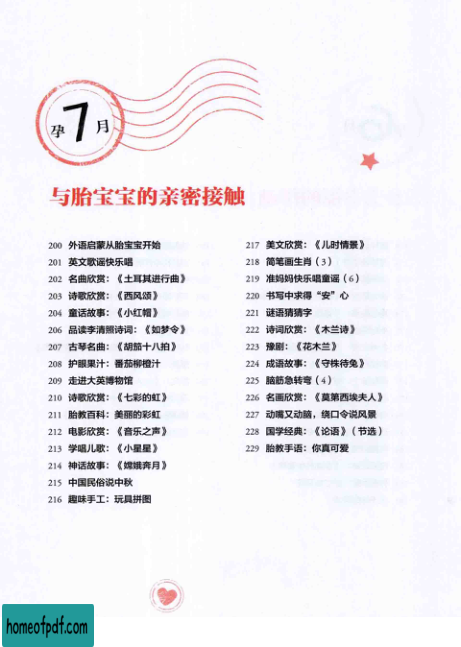 孕7月
与胎宝宝的亲密接触
200 外语启蒙从胎宝宝开始
201 英文歌谣快乐唱
202 名曲欣赏：《土耳其进行曲》
203 诗歌欣赏：《西风颂》
204 童话故事：《小红帽》
206 品读李清照诗词：《如梦令》
207 古琴名曲：《胡笳十八拍》
208 护眼果汁：番茄柳橙汁
209 走进大英博物馆
210 诗歌欣赏：《七彩的虹》
211 胎教百科：美丽的彩虹
212 电影欣赏：《音乐之声》
213 学唱儿歌：《小星星》
214 神话故事：《嫦娥奔月》
215 中国民俗说中秋
216 趣味手工：玩具拼图
217 美文欣赏：《儿时情景》
218 简笔画生肖（3）
219 准妈妈快乐唱童谣（6）
220 书写中求得“安”心
221 谜语猜猜字
222 诗词欣赏：《木兰诗》
223 豫剧：《花木兰》
224 成语故事：《守株待兔》
225 脑筋急转弯（4）
226 名画欣赏：《莫第西埃夫人》
227 动嘴又动脑，绕口令说风景
228 国学经典：《论语》（节选）
229 胎教手语：你真可爱
homeofpdf.com